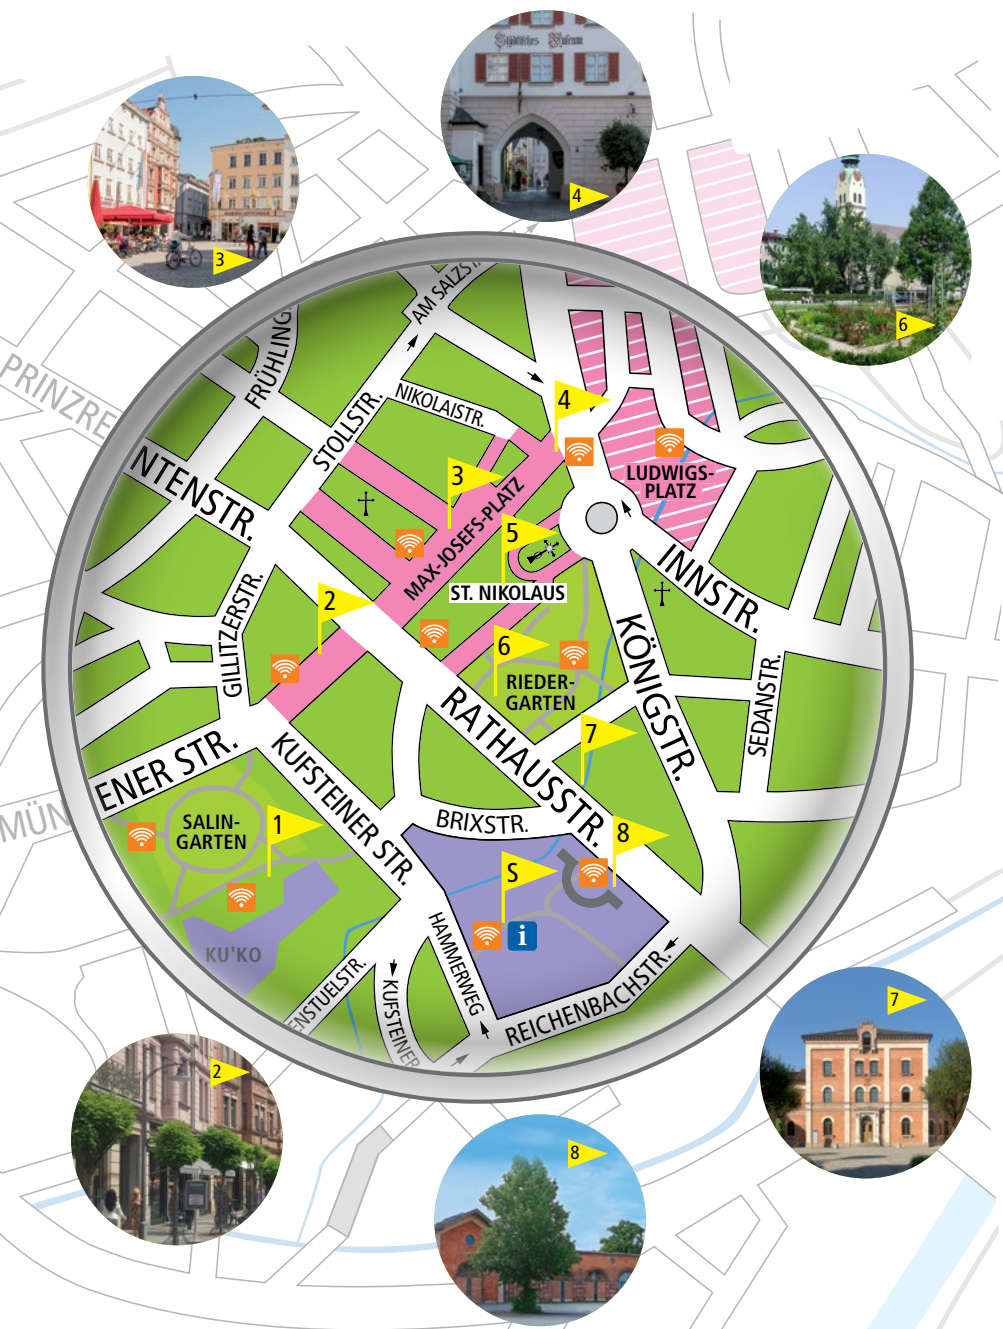 Städtisches Museum
4
3
6
AM SALZST
FRÜHLING
PRINZRE
NIKOLAISTR.
STOLLSTR.
4
3
LUDWIGS-
PLATZ
NTENSTR.
MAX-JOSEFS-PLATZ
5
INNSTR.
ST. NIKOLAUS
2
GILLITZERSTR.
6
KÖNIGSTR.
RIEDER-
GARTEN
SEDANSTR.
RATHAUSSTR.
7
ENER STR.
KUFSTEINER STR.
MÜN
SALIN-
GARTEN
1
BRIXSTR.
8
S
i
HAMMERWEG
KU'KO
REICHENBACHSTR.
ENSTUELSTR.
KUFSTEINER
7
2
8